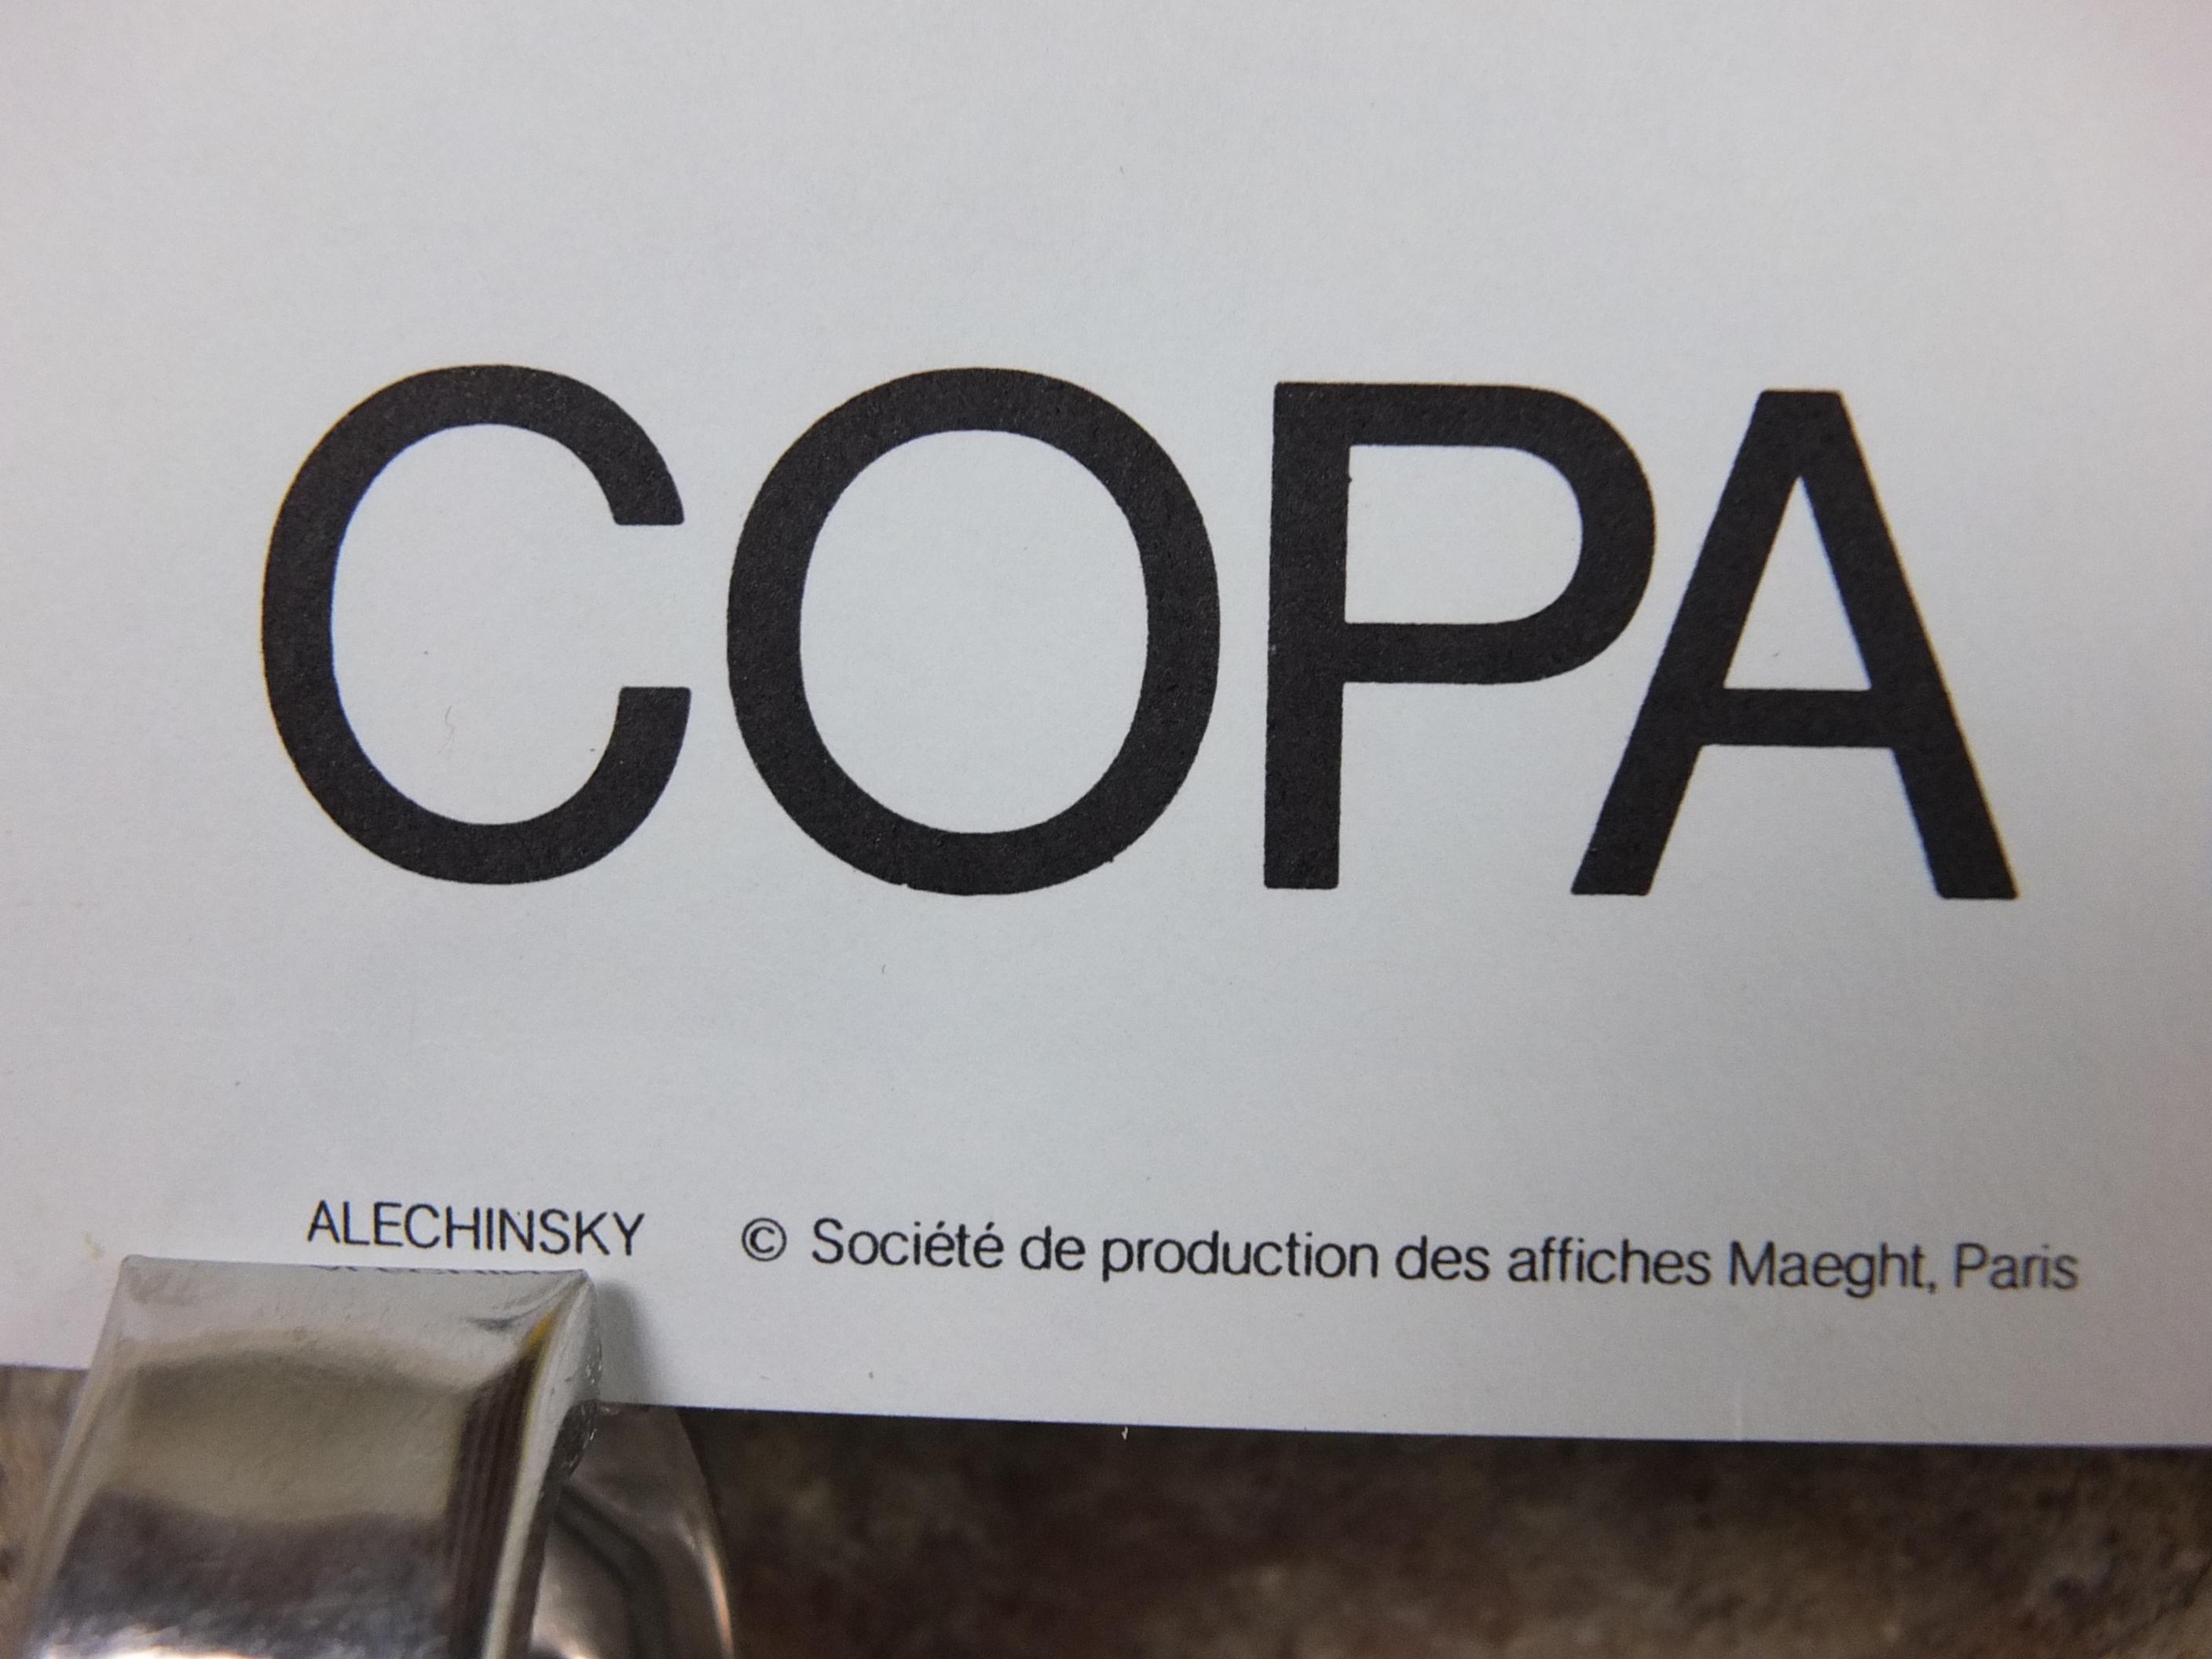 COPA
ALECHINSKY © Société de production des affiches Maeght, Paris